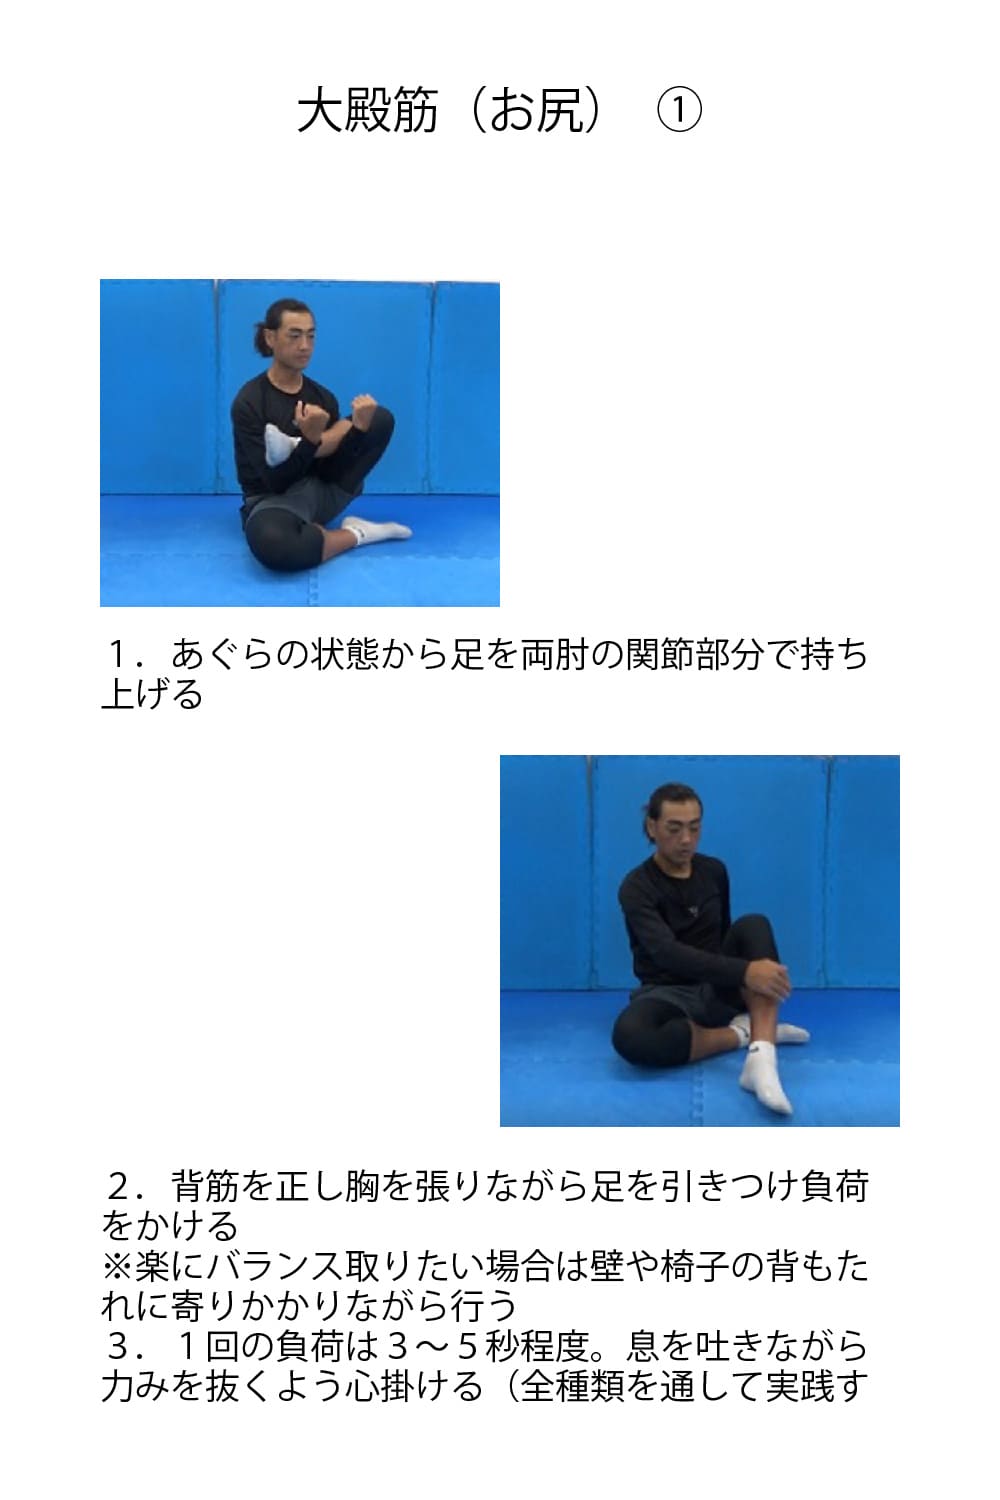 大殿筋（お尻）　①
１．あぐらの状態から足を両肘の関節部分で持ち
上げる
２．背筋を正し胸を張りながら足を引きつけ負荷
をかける
※楽にバランス取りたい場合は壁や椅子の背もた
れに寄りかかりながら行う
３．１回の負荷は３～５秒程度。息を吐きながら
力みを抜くよう心掛ける（全種類を通して実践す